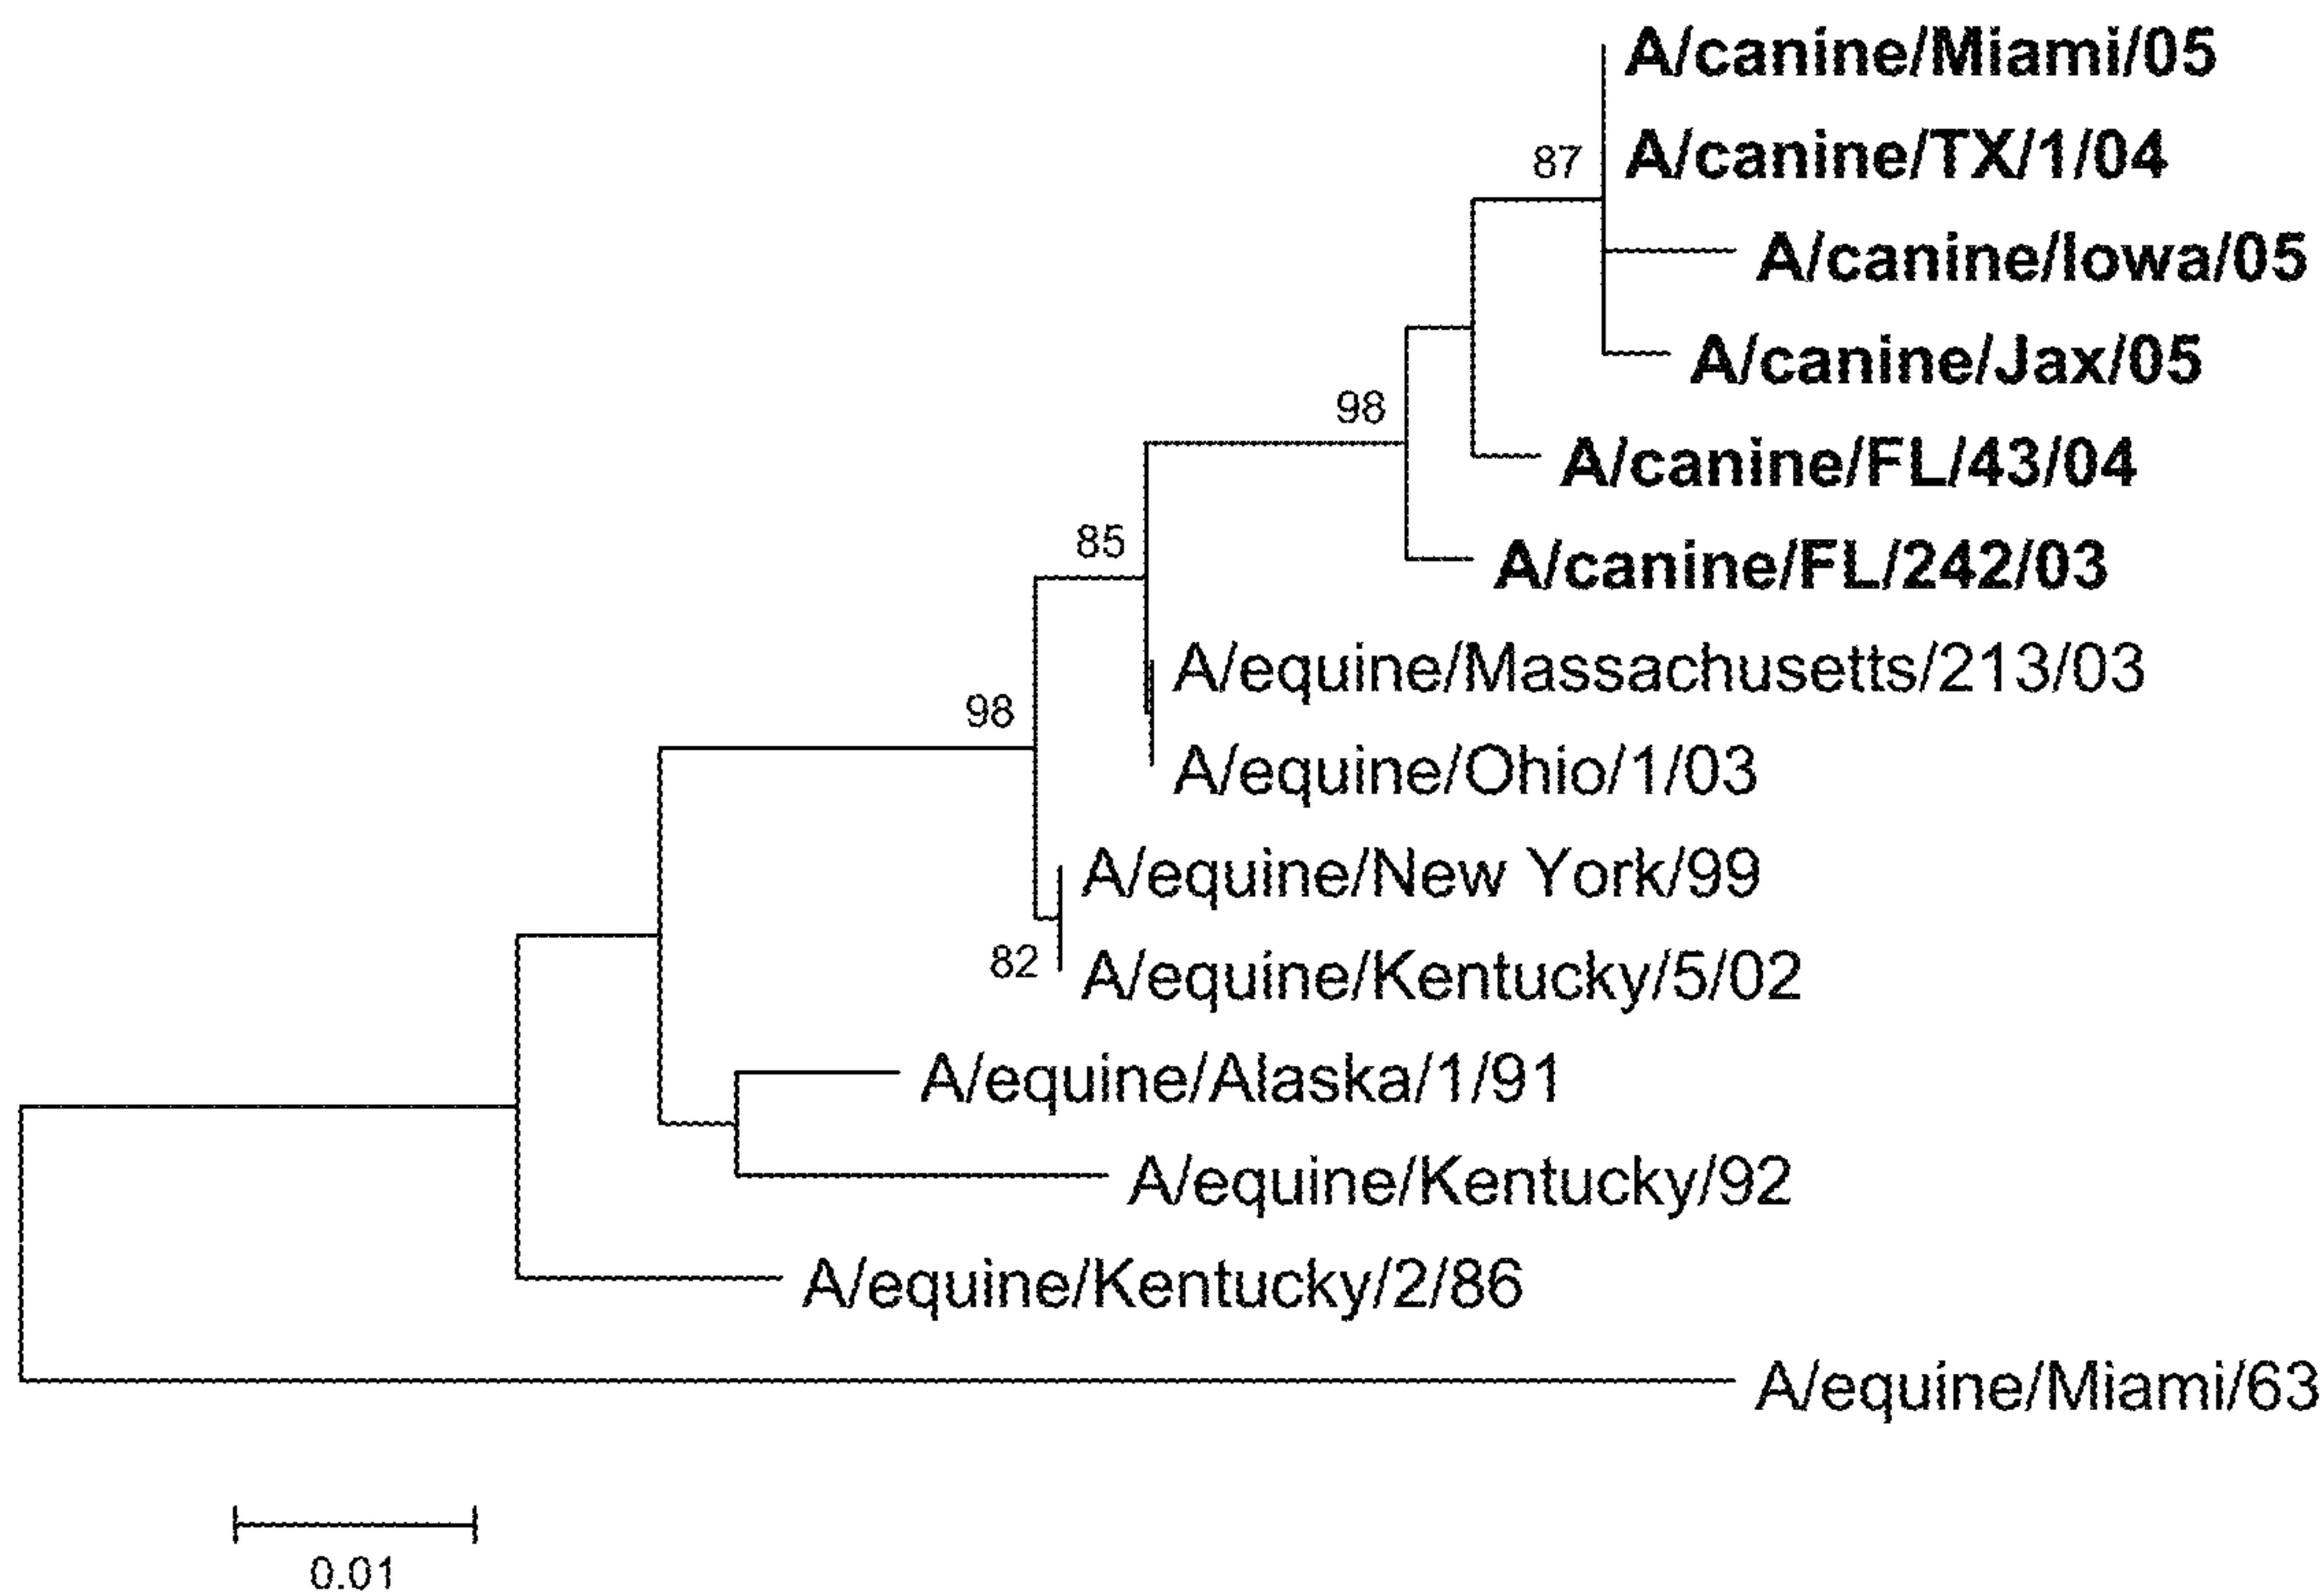 A/canine/Miami/05
87
A/canine/TX/1/04
A/canine/Iowa/05
A/canine/Jax/05
98
A/canine/FL/43/04
85
A/canine/FL/242/03
A/equine/Massachusetts/213/03
98
A/equine/Ohio/1/03
A/equine/New York/99
82
A/equine/Kentucky/5/02
A/equine/Alaska/1/91
A/equine/Kentucky/92
A/equine/Kentucky/2/86
A/equine/Miami/63
0.01